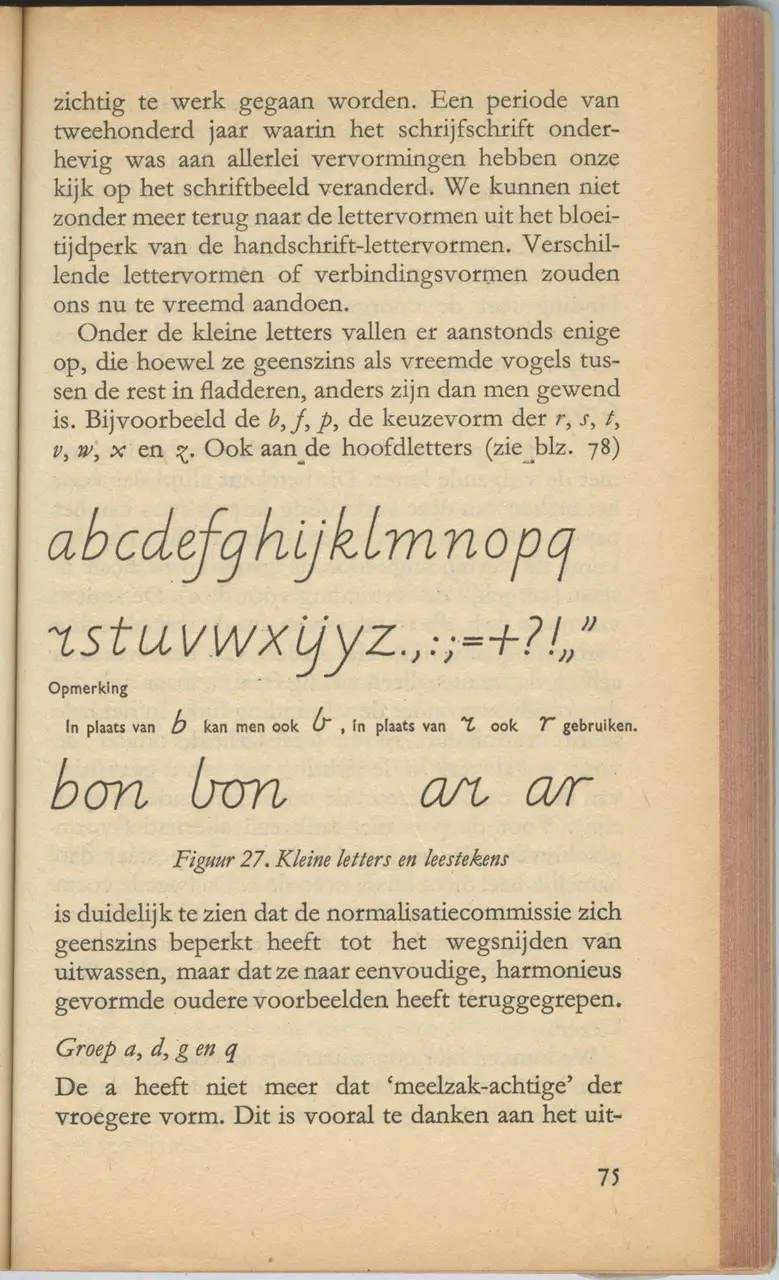 zichtig te werk gegaan worden. Een periode van
tweehonderd jaar waarin het schrijfschrift onder-
hevig was aan allerlei vervormingen hebben onze
kijk op het schriftbeeld veranderd. We kunnen niet
zonder meer terug naar de lettervormen uit het bloei-
tijdperk van de handschrift-lettervormen. Verschil-
lende lettervormen of verbindingsvormen zouden
ons nu te vreemd aandoen.
Onder de kleine letters vallen er aanstonds enige
op, die hoewel ze geenszins als vreemde vogels tus-
sen de rest in fladderen, anders zijn dan men gewend
is. Bijvoorbeeld de b, f, p, de keuzevorm der r, s, t,
v, w, x en z. Ook aan de hoofdletters (zie blz. 78)
abcdefghijklmnopq
rstuvwxijyz.,:;=+?!„”
Opmerking
In plaats van b kan men ook b, in plaats van r ook r gebruiken.
bon bon ar ar
Figuur 27. Kleine letters en leestekens
is duidelijk te zien dat de normalisatiecommissie zich
geenszins beperkt heeft tot het wegsnijden van
uitwassen, maar dat ze naar eenvoudige, harmonieus
gevormde oudere voorbeelden heeft teruggegrepen.
Groep a, d, g en q
De a heeft niet meer dat ‘meelzak-achtige’ der
vroegere vorm. Dit is vooral te danken aan het uit-
75